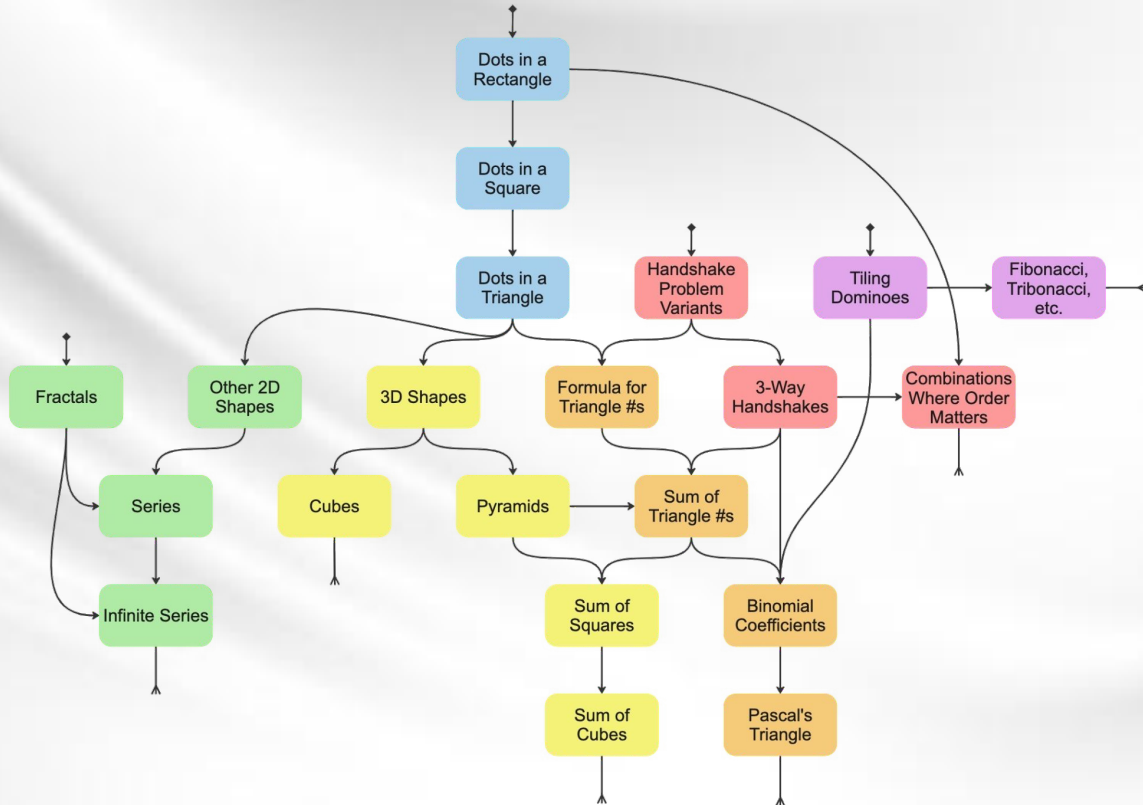 Dots in a
Rectangle
Dots in a
Square
Dots in a
Triangle
Handshake
Problem
Variants
Tiling
Dominoes
Fibonacci,
Tribonacci,
etc.
Fractals
Other 2D
Shapes
3D Shapes
Formula for
Triangle #s
3-Way
Handshakes
Combinations
Where Order
Matters
Series
Cubes
Pyramids
Sum of
Triangle #s
Infinite Series
Sum of
Squares
Binomial
Coefficients
Sum of
Cubes
Pascal's
Triangle